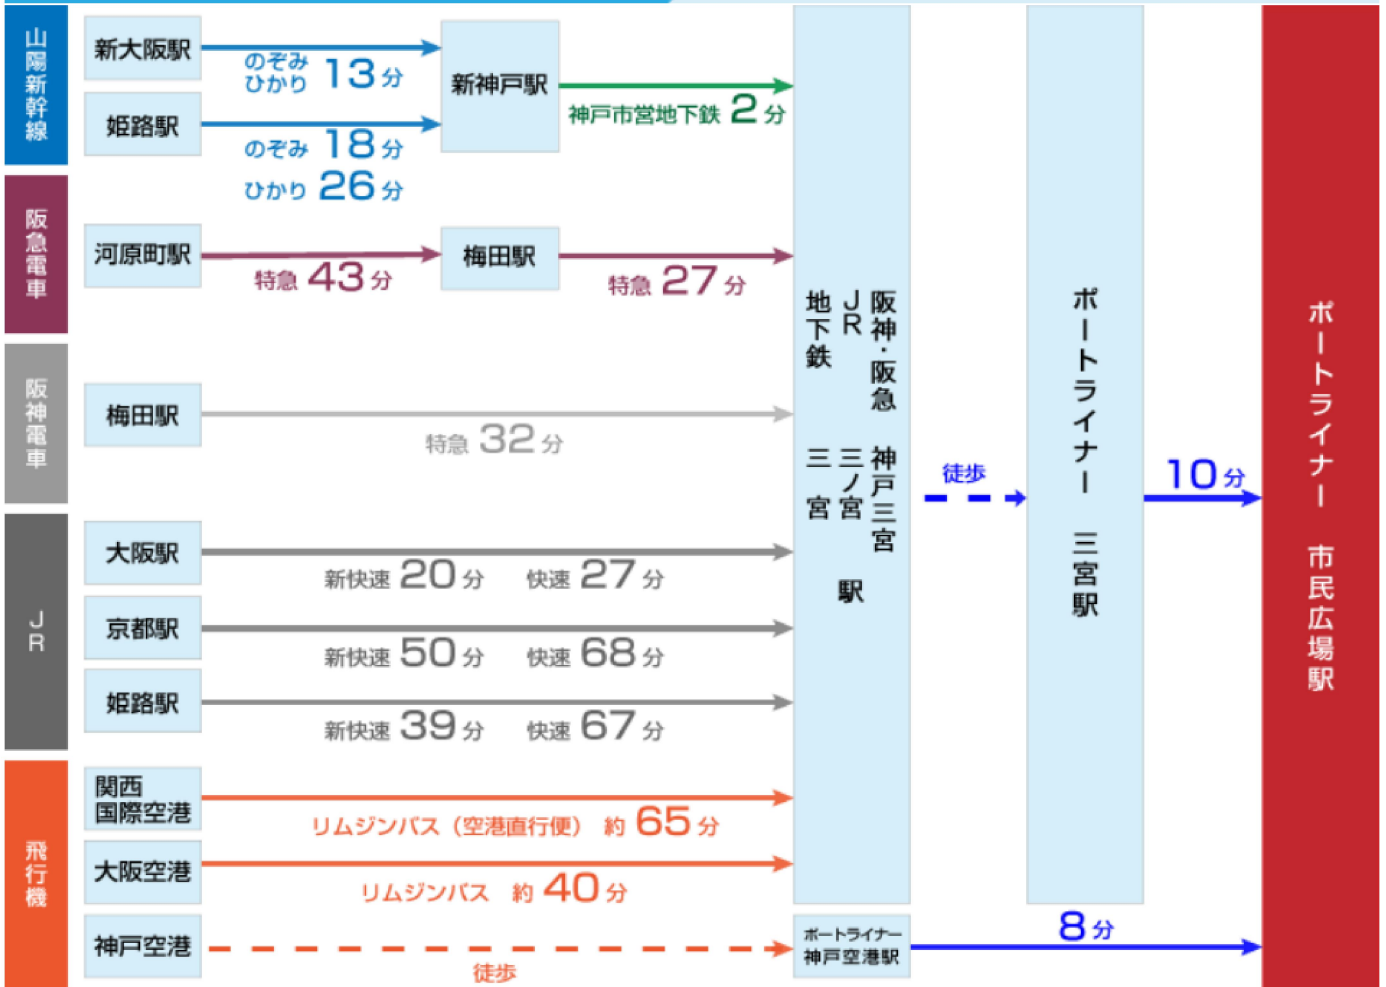 山陽新幹線
新大阪駅
のぞみ
ひかり 13分
姫路駅
のぞみ 18分
ひかり 26分
新神戸駅
神戸市営地下鉄 2分
阪急電車
河原町駅
特急 43分
梅田駅
特急 27分
阪神電車
梅田駅
特急 32分
JR
大阪駅
新快速 20分 快速 27分
京都駅
新快速 50分 快速 68分
姫路駅
新快速 39分 快速 67分
飛行機
関西
国際空港
リムジンバス（空港直行便） 約 65分
大阪空港
リムジンバス 約 40分
神戸空港
徒歩
阪神・阪急 神戸三宮
JR 三ノ宮 駅
地下鉄 三宮
徒歩
ポートライナー 三宮駅
10分
ポートライナー
神戸空港駅
8分
ポートライナー 市民広場駅